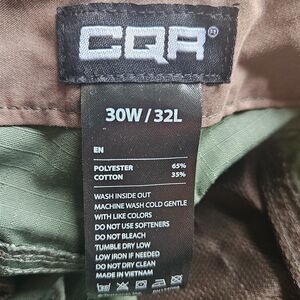 CQR
30W / 32L
EN
POLYESTER 65%
COTTON 35%
WASH INSIDE OUT
MACHINE WASH COLD GENTLE
WITH LIKE COLORS
DO NOT USE SOFTENERS
DO NOT BLEACH
TUMBLE DRY LOW
LOW IRON IF NEEDED
DO NOT DRY CLEAN
MADE IN VIETNAM